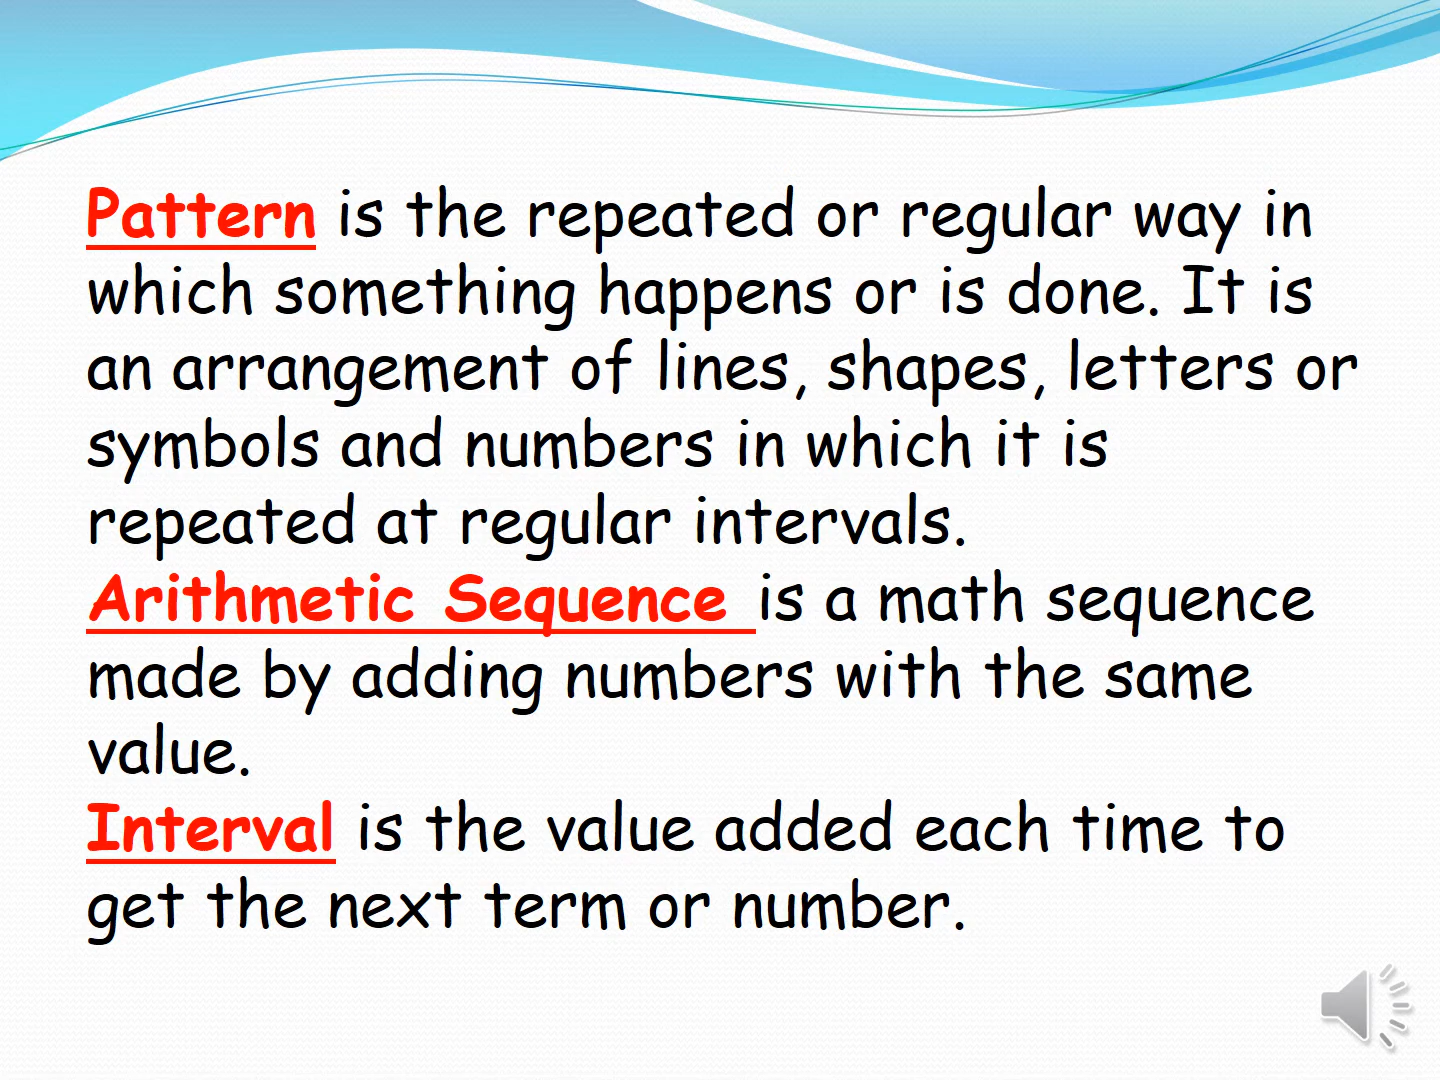 Pattern is the repeated or regular way in
which something happens or is done. It is
an arrangement of lines, shapes, letters or
symbols and numbers in which it is
repeated at regular intervals.
Arithmetic Sequence is a math sequence
made by adding numbers with the same
value.
Interval is the value added each time to
get the next term or number.